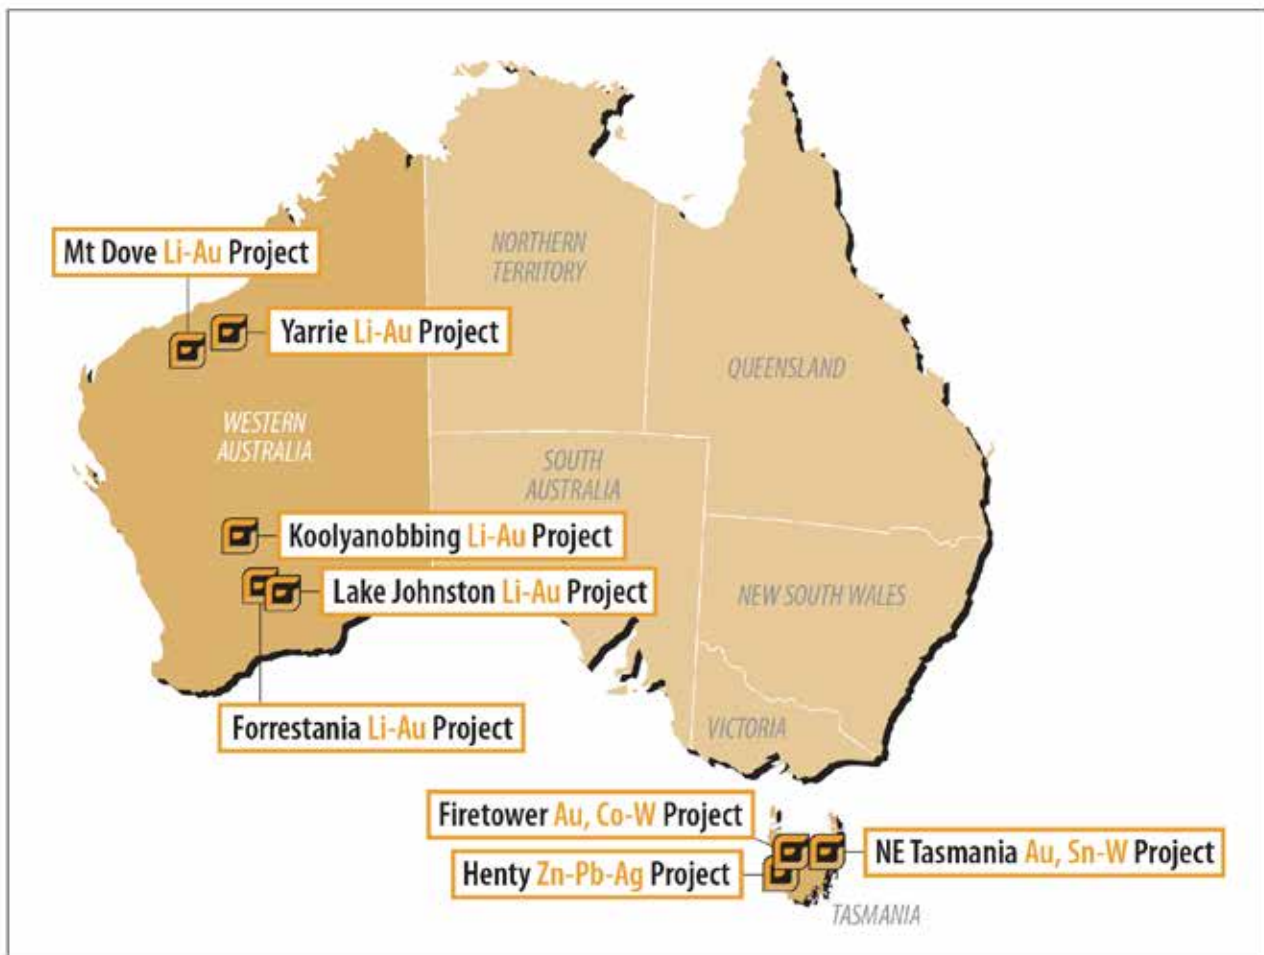 NORTHERN
TERRITORY
Mt Dove Li-Au Project
Yarrie Li-Au Project
QUEENSLAND
WESTERN
AUSTRALIA
SOUTH
AUSTRALIA
Koolyanobbing Li-Au Project
Lake Johnston Li-Au Project
NEW SOUTH WALES
Forrestania Li-Au Project
VICTORIA
Firetower Au, Co-W Project
NE Tasmania Au, Sn-W Project
Henty Zn-Pb-Ag Project
TASMANIA